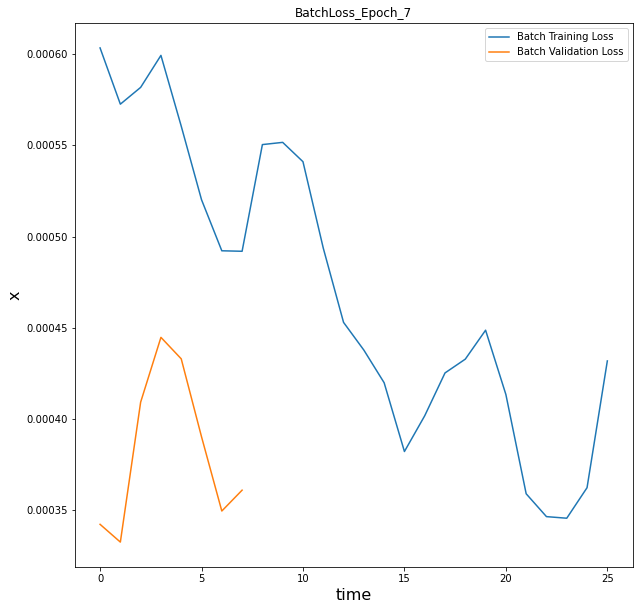 BatchLoss_Epoch_7
Batch Training Loss
Batch Validation Loss
0.00060
0.00055
0.00050
0.00045
0.00040
0.00035
x
0 5 10 15 20 25
time